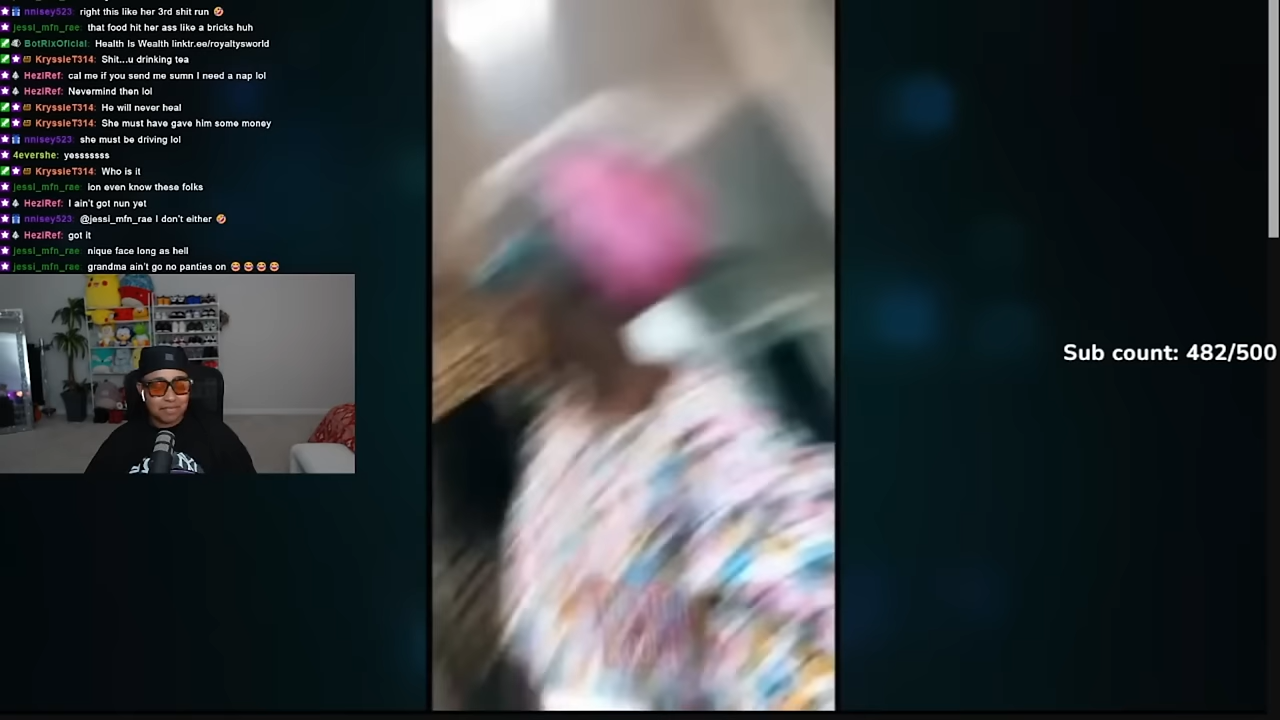 nnisey523: right this like her 3rd shit run 🤣
jessi_mfn_rae: that food hit her ass like a bricks huh
BotRixOficial: Health Is Wealth linktr.ee/royaltysworld
KryssieT314: Shit...u drinking tea
HeziRef: cal me if you send me sumn I need a nap lol
HeziRef: Nevermind then lol
KryssieT314: He will never heal
KryssieT314: She must have gave him some money
nnisey523: she must be driving lol
4evershe: yesssssss
KryssieT314: Who is it
jessi_mfn_rae: Ion even know these folks
HeziRef: I ain't got nun yet
nnisey523: @jessi_mfn_rae I don't either 🤣
HeziRef: got it
jessi_mfn_rae: nique face long as hell
jessi_mfn_rae: grandma ain't go no panties on 😂 😂 😂 😂
Sub count: 482/500